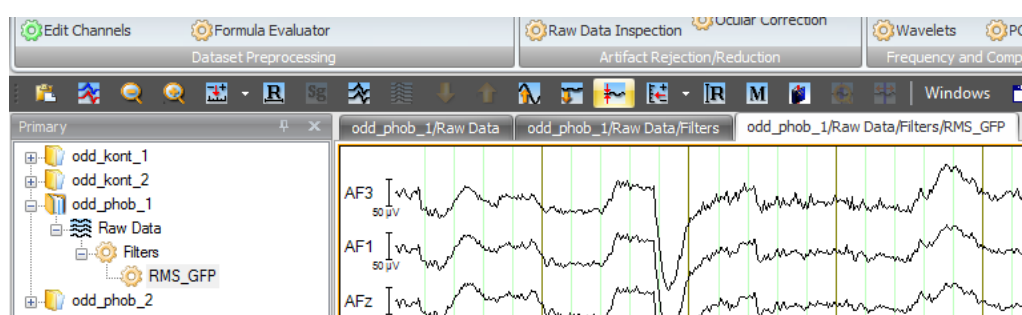 Edit Channels Formula Evaluator Raw Data Inspection Ocular Correction Wavelets PC
Dataset Preprocessing Artifact Rejection/Reduction Frequency and Comp
R Sg R M Windows
Primary odd_phob_1/Raw Data odd_phob_1/Raw Data/Filters odd_phob_1/Raw Data/Filters/RMS_GFP
odd_kont_1
odd_kont_2
odd_phob_1
Raw Data
Filters
RMS_GFP
odd_phob_2
AF3
50 µV
AF1
50 µV
AFz